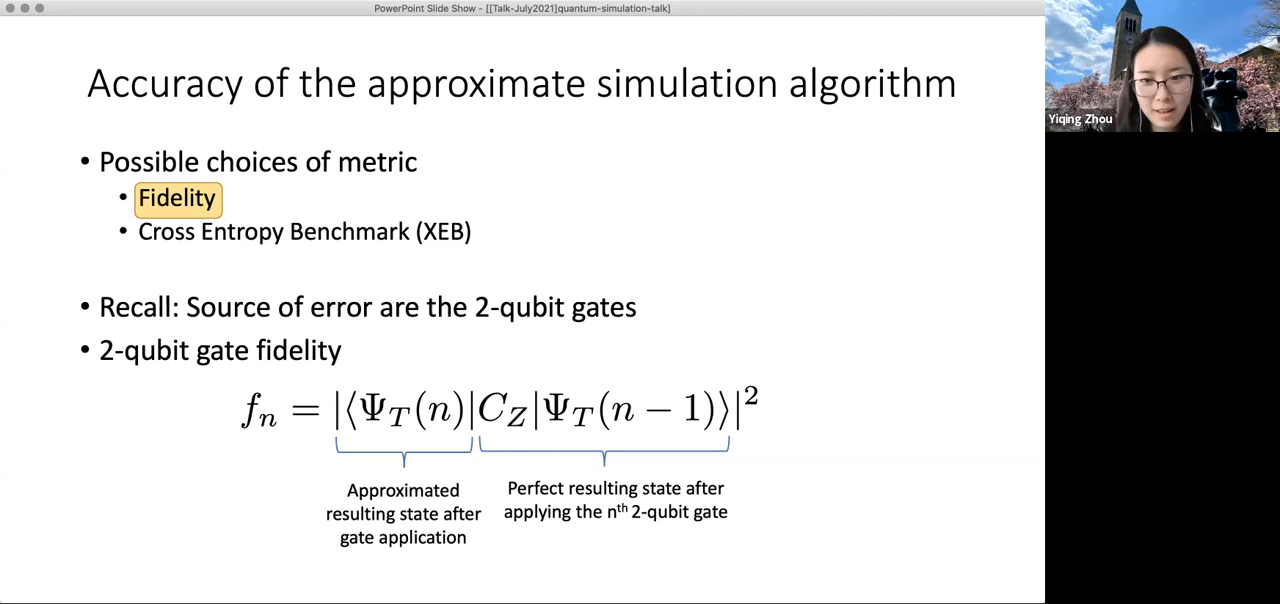 PowerPoint Slide Show - [[Talk-July2021]quantum-simulation-talk]
Accuracy of the approximate simulation algorithm
• Possible choices of metric
• Fidelity
• Cross Entropy Benchmark (XEB)
• Recall: Source of error are the 2-qubit gates
• 2-qubit gate fidelity
fₙ = |⟨Ψ_T(n)|C_Z|Ψ_T(n − 1)⟩|²
Approximated
resulting state after
gate application
Perfect resulting state after
applying the nᵗʰ 2-qubit gate
Yiqing Zhou